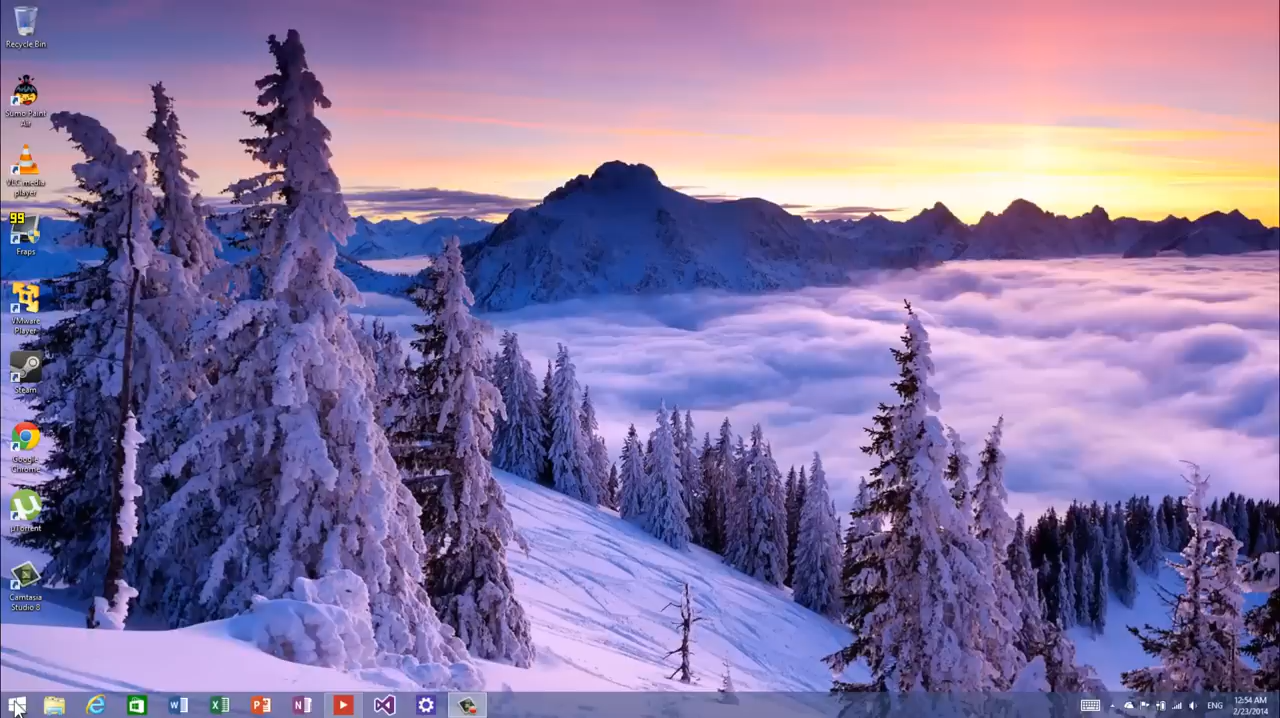 Recycle Bin
Sumo Paint
Air
VLC media
player
99
Fraps
VMware
Player
Steam
Google
Chrome
µTorrent
Camtasia
Studio 8
ENG
12:54 AM
2/23/2014